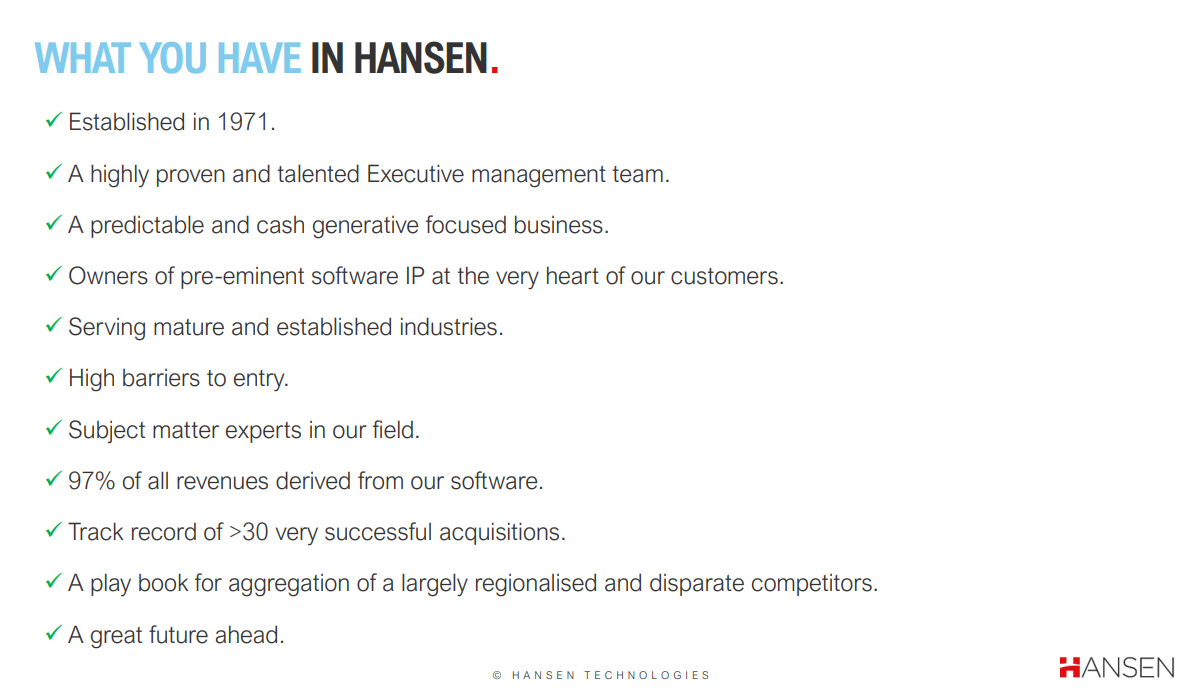 WHAT YOU HAVE IN HANSEN.
✓ Established in 1971.
✓ A highly proven and talented Executive management team.
✓ A predictable and cash generative focused business.
✓ Owners of pre-eminent software IP at the very heart of our customers.
✓ Serving mature and established industries.
✓ High barriers to entry.
✓ Subject matter experts in our field.
✓ 97% of all revenues derived from our software.
✓ Track record of >30 very successful acquisitions.
✓ A play book for aggregation of a largely regionalised and disparate competitors.
✓ A great future ahead.
© HANSEN TECHNOLOGIES
HANSEN